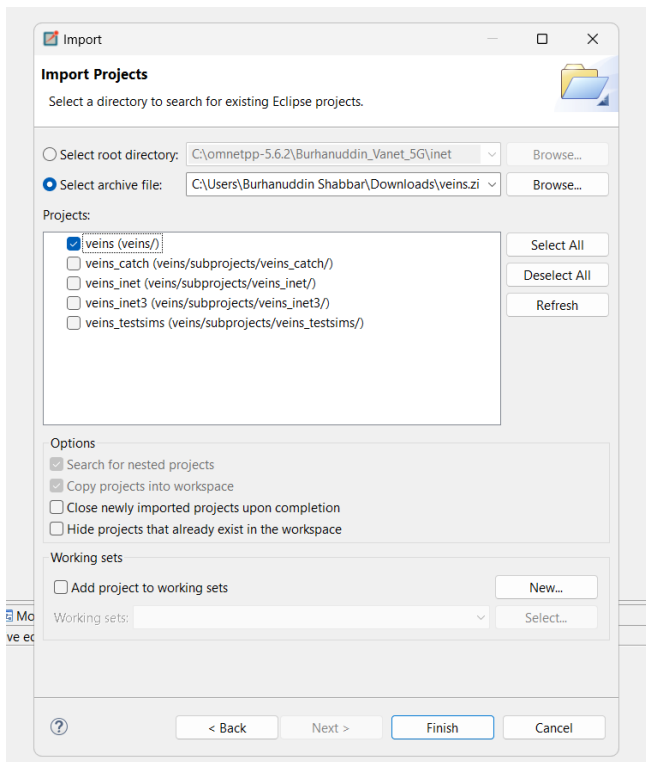 Import
Import Projects
Select a directory to search for existing Eclipse projects.
Select root directory: C:\omnetpp-5.6.2\Burhanuddin_Vanet_5G\inet Browse...
Select archive file: C:\Users\Burhanuddin Shabbar\Downloads\veins.zi Browse...
Projects:
veins (veins/) Select All
veins_catch (veins/subprojects/veins_catch/)
Deselect All
veins_inet (veins/subprojects/veins_inet/)
veins_inet3 (veins/subprojects/veins_inet3/) Refresh
veins_testsims (veins/subprojects/veins_testsims/)
Options
Search for nested projects
Copy projects into workspace
Close newly imported projects upon completion
Hide projects that already exist in the workspace
Working sets
Add project to working sets New...
Mo
Working sets: Select...
ve ec
? < Back Next > Finish Cancel